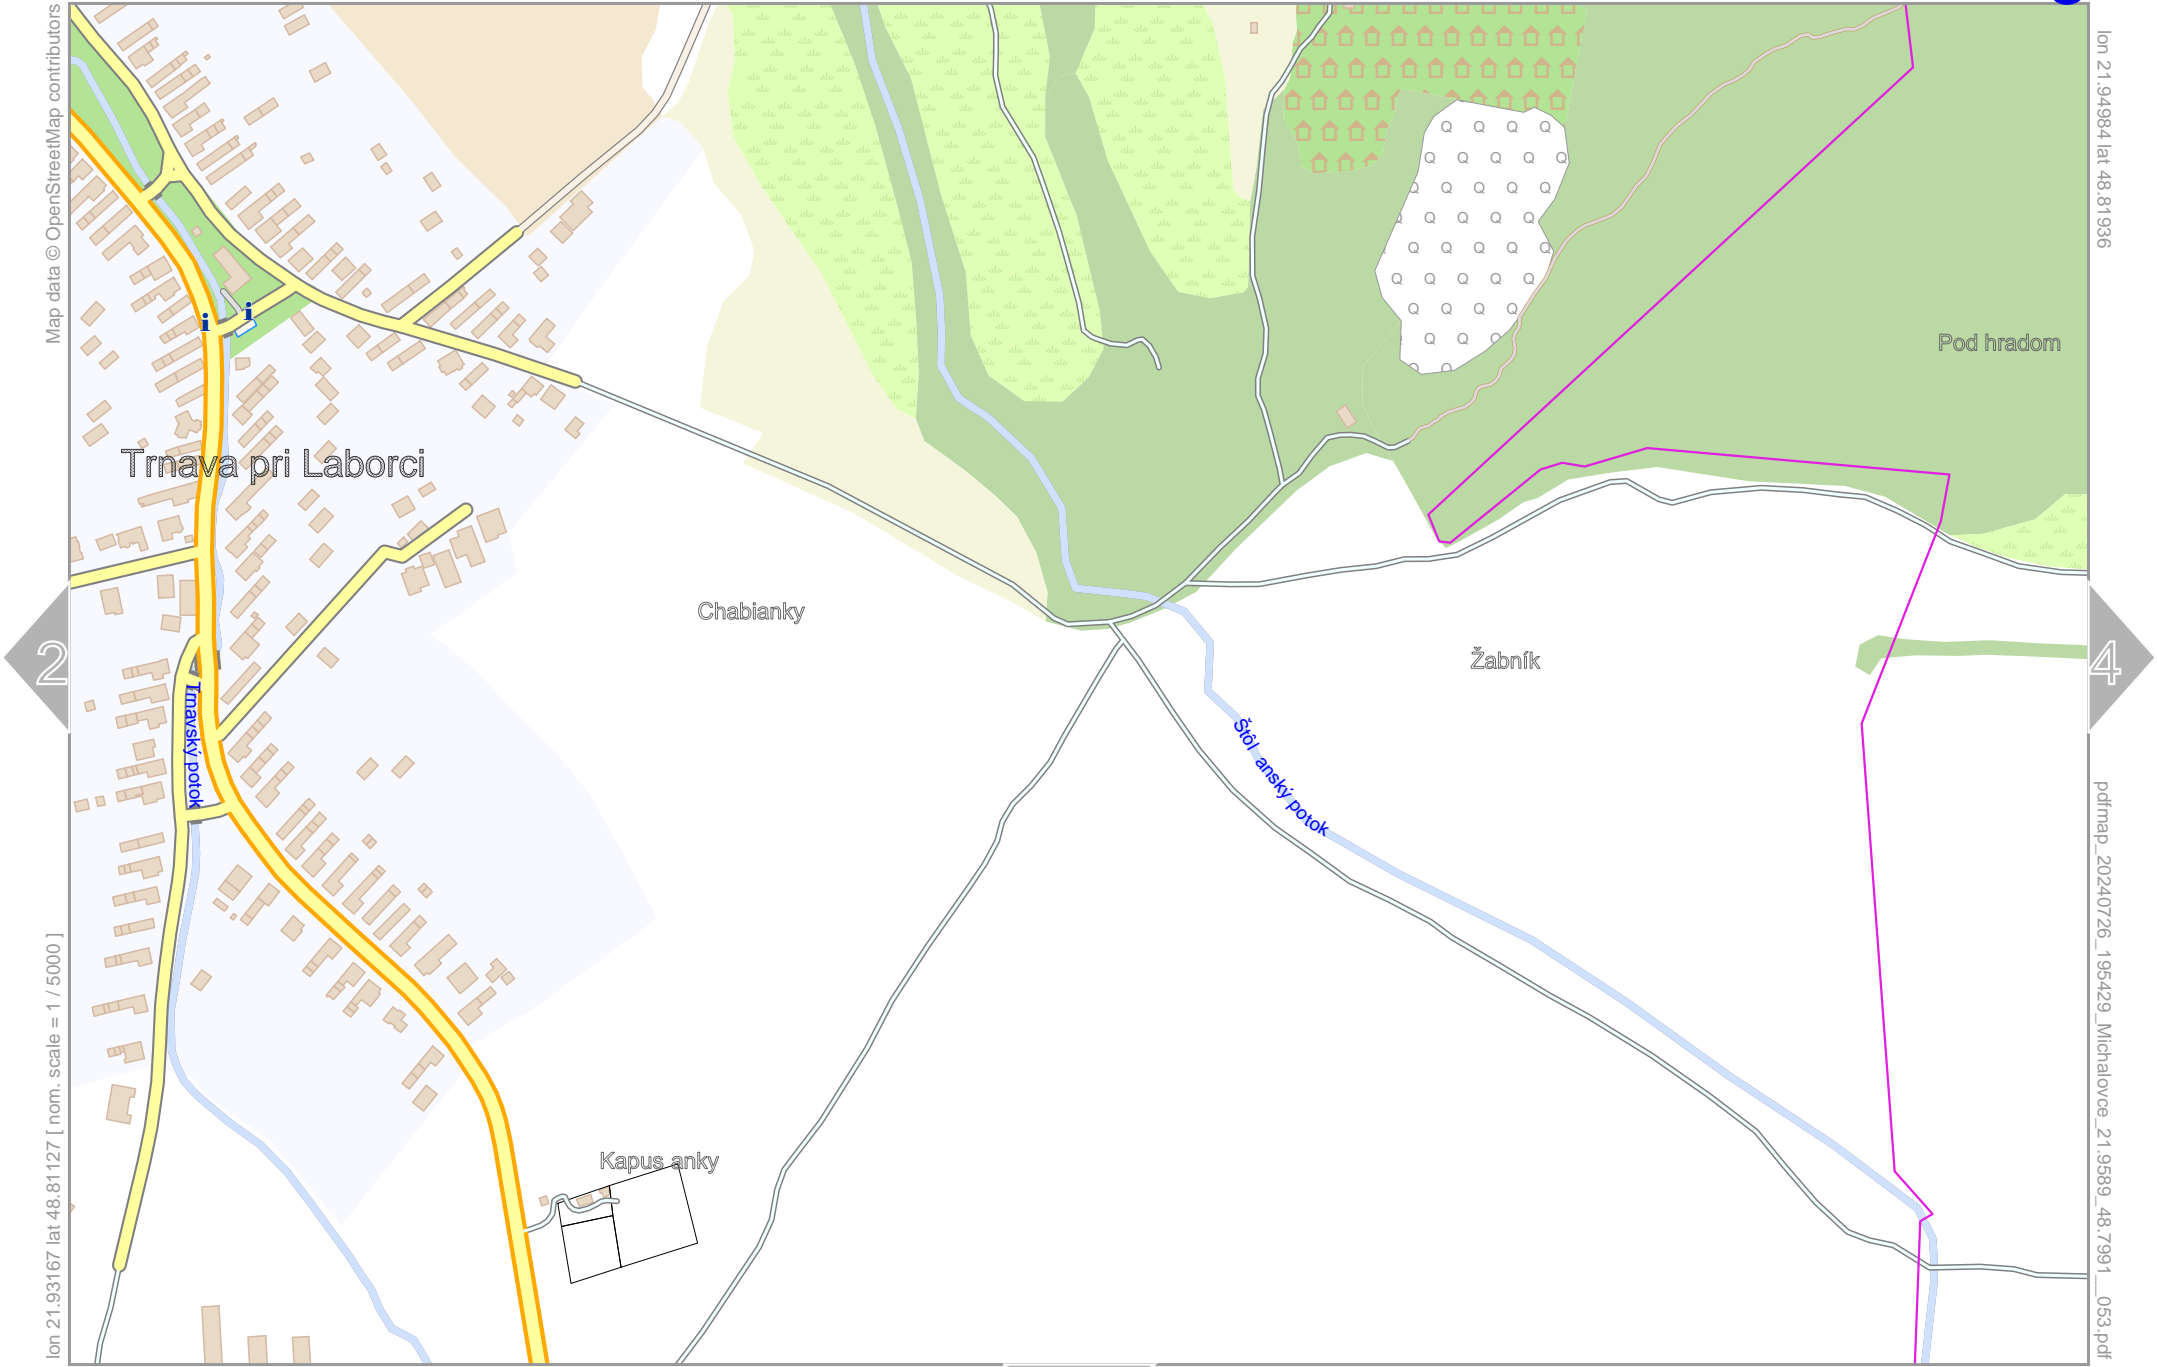 Map data © OpenStreetMap contributors
lon 21.94984 lat 48.81936
Pod hradom
Trnava pri Laborci
Chabianky
Žabník
2
4
Trnavský potok
Štôl anský potok
Kapus anky
lon 21.93167 lat 48.81127 [ nom. scale = 1 / 5000 ]
pdfmap_20240726_195429_Michalovce_21.9589_48.7991__053.pdf